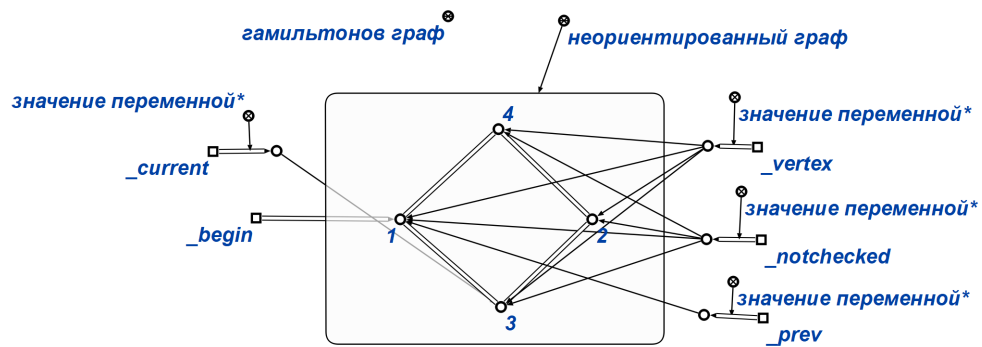 гамильтонов граф
неориентированный граф
значение переменной*
4
значение переменной*
_current
_vertex
значение переменной*
_begin
1
2
_notchecked
значение переменной*
3
_prev